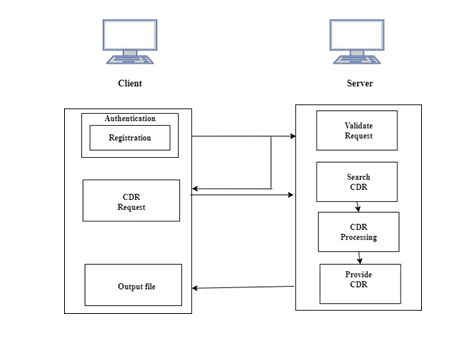 Client
Server
Authentication
Registration
Validate
Request
CDR
Request
Search
CDR
CDR
Processing
Output file
Provide
CDR